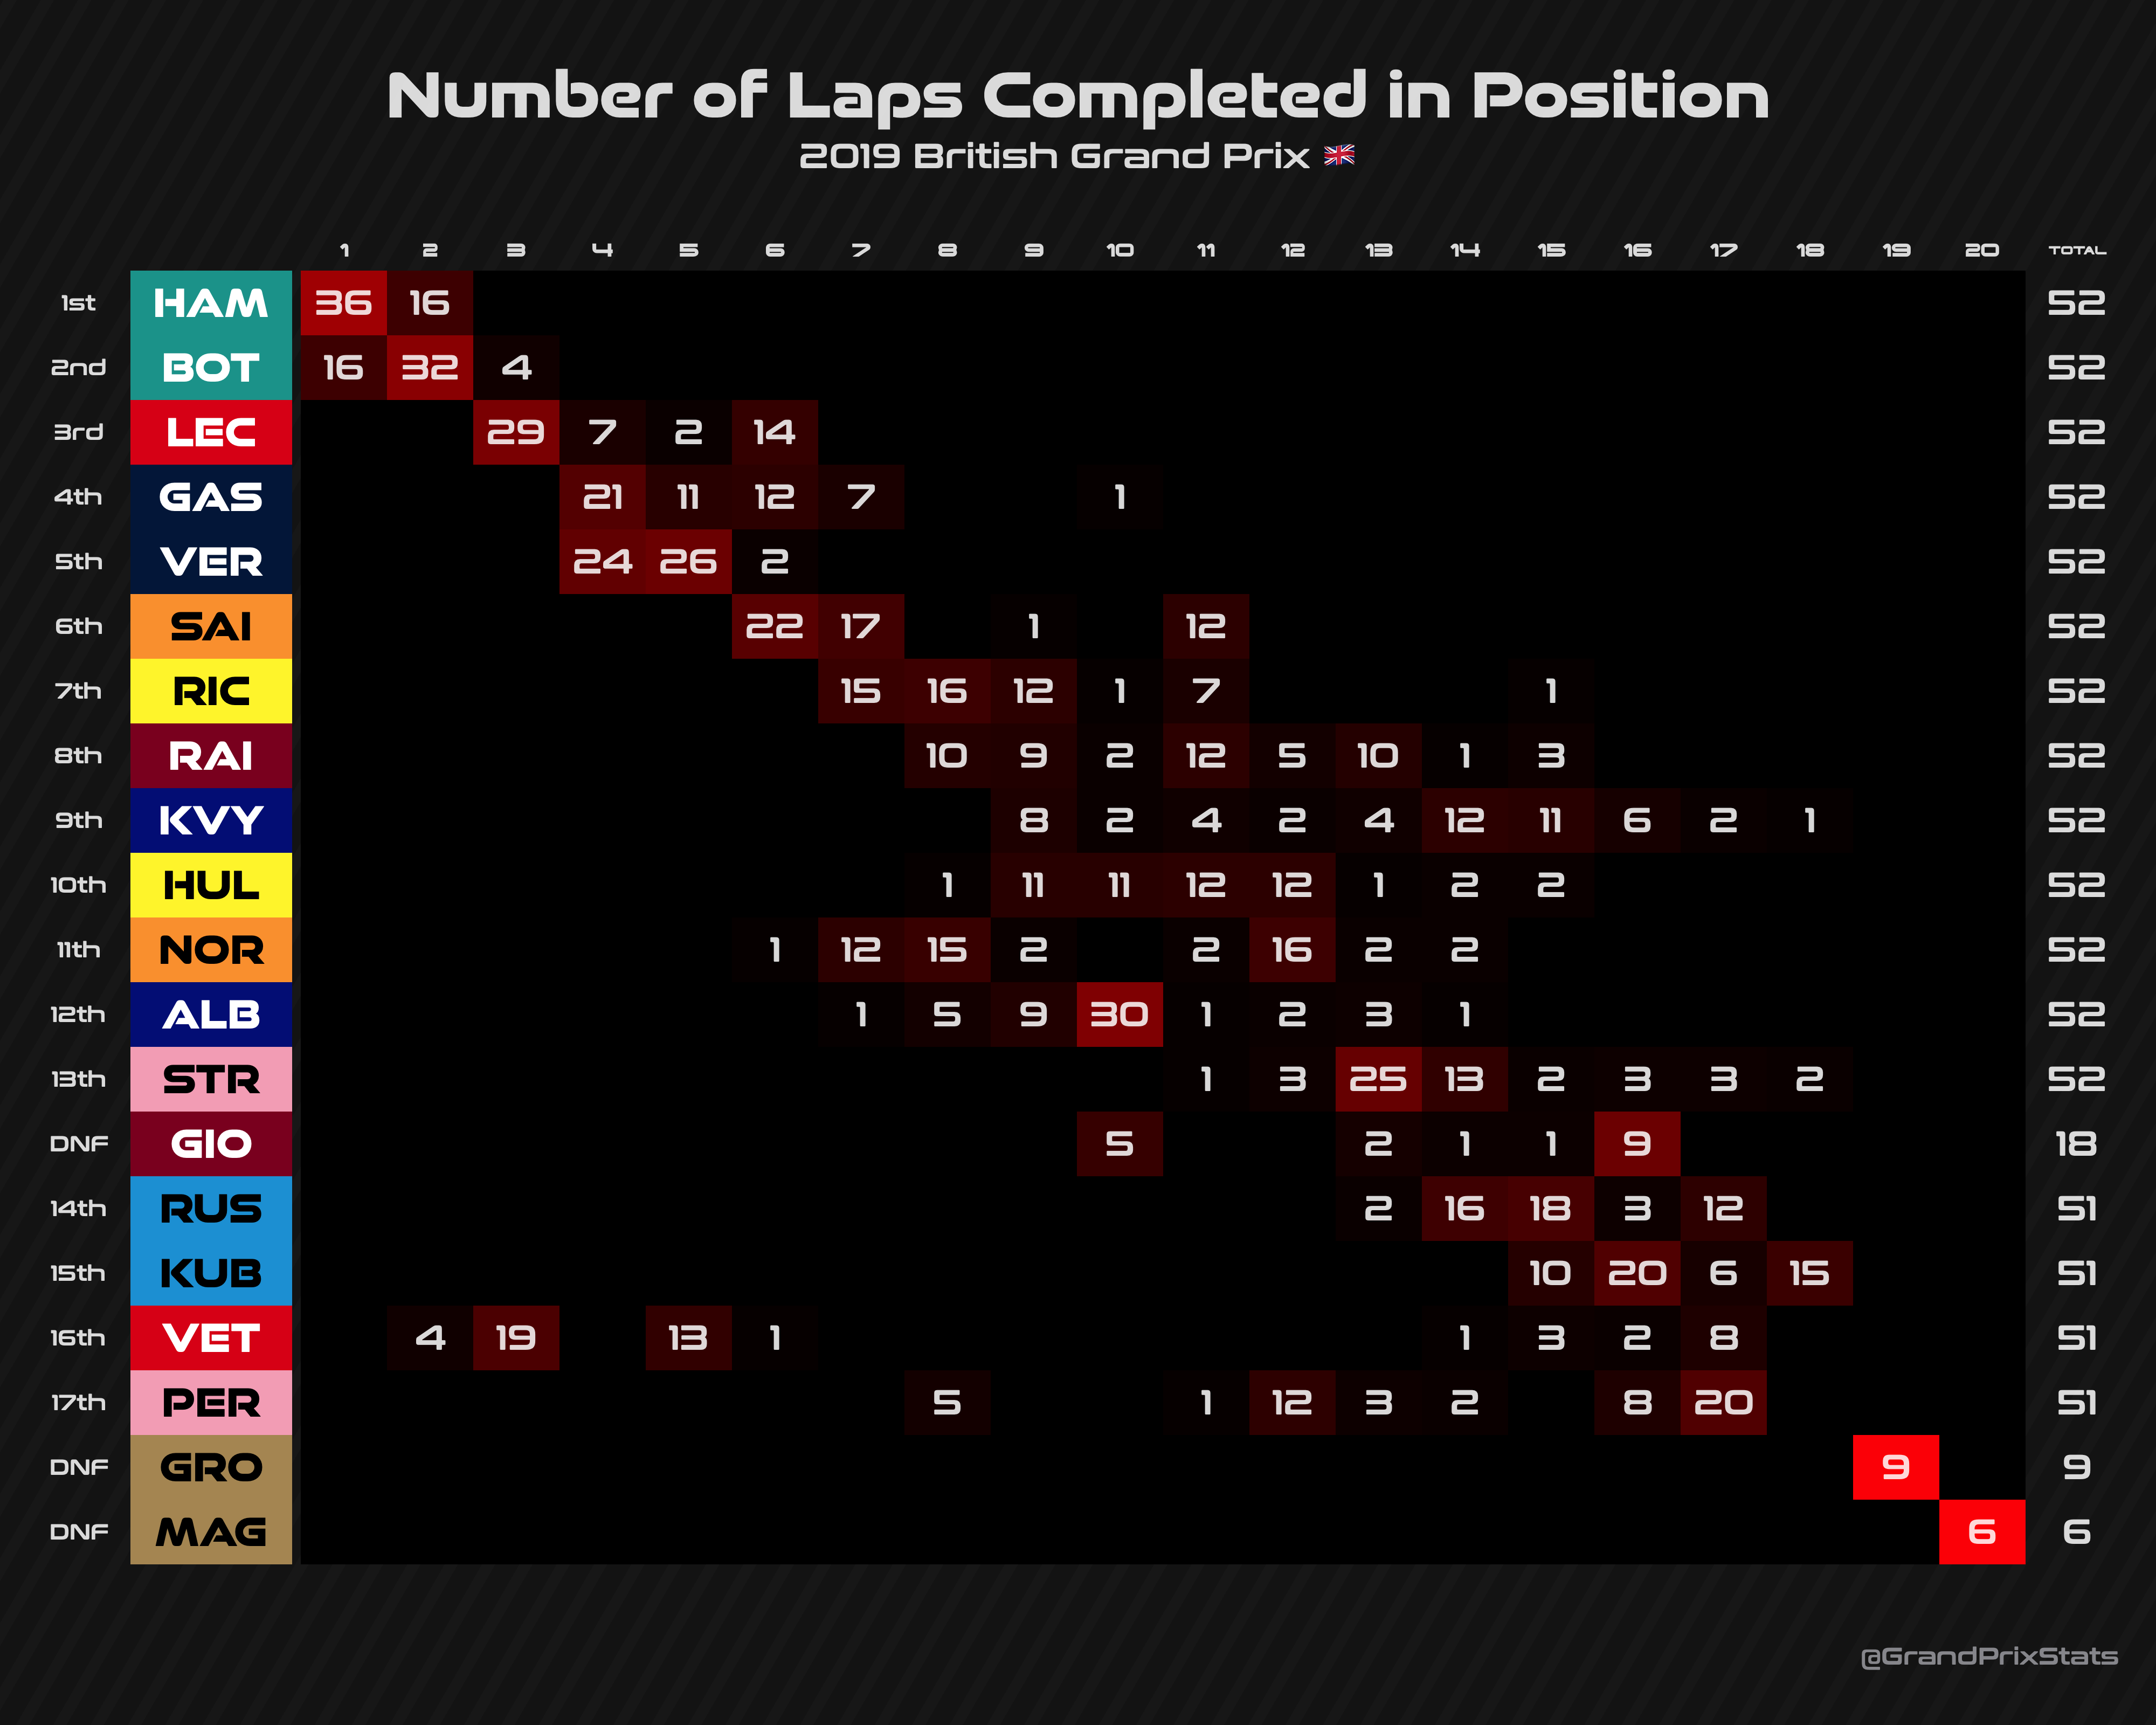 Number of Laps Completed in Position
2019 British Grand Prix 🇬🇧
1 2 3 4 5 6 7 8 9 10 11 12 13 14 15 16 17 18 19 20 TOTAL
1st HAM 36 16 52
2nd BOT 16 32 4 52
3rd LEC 29 7 2 14 52
4th GAS 21 11 12 7 1 52
5th VER 24 26 2 52
6th SAI 22 17 1 12 52
7th RIC 15 16 12 1 7 1 52
8th RAI 10 9 2 12 5 10 1 3 52
9th KVY 8 2 4 2 4 12 11 6 2 1 52
10th HUL 1 11 11 12 12 1 2 2 52
11th NOR 1 12 15 2 2 16 2 2 52
12th ALB 1 5 9 30 1 2 3 1 52
13th STR 1 3 25 13 2 3 3 2 52
DNF GIO 5 2 1 1 9 18
14th RUS 2 16 18 3 12 51
15th KUB 10 20 6 15 51
16th VET 4 19 13 1 1 3 2 8 51
17th PER 5 1 12 3 2 8 20 51
DNF GRO 9 9
DNF MAG 6 6
@GrandPrixStats